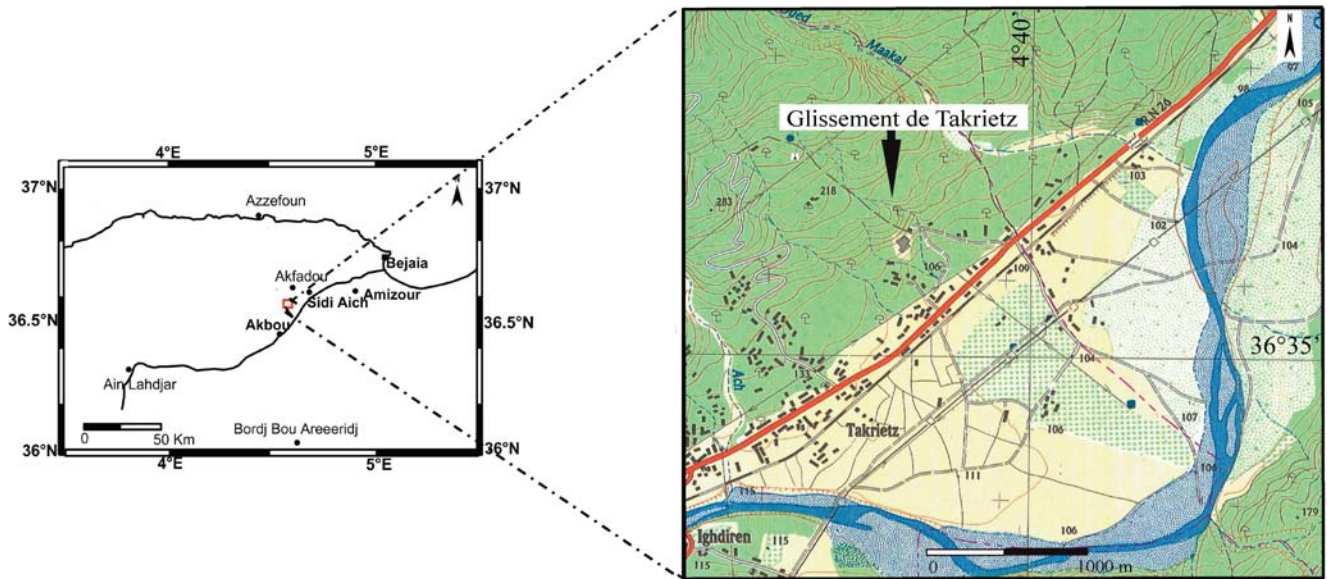 4°E 5°E
37°N 37°N
Azzefoun
Bejaia
Akfadou
Sidi Aich
Amizour
36.5°N 36.5°N
Akbou
Ain Lahdjar
0 50 Km
Bordj Bou Areeeridj
36°N 36°N
4°E 5°E
Oued
Maakal
4°40'
N
97
98
105
Glissement de Takrietz
R.N 26
103
218
283
102
104
106
109
36°35'
104
133
Ach
107
Takrietz
106
106
111
115
179
106
Ighdiren
115
115
0 1000 m